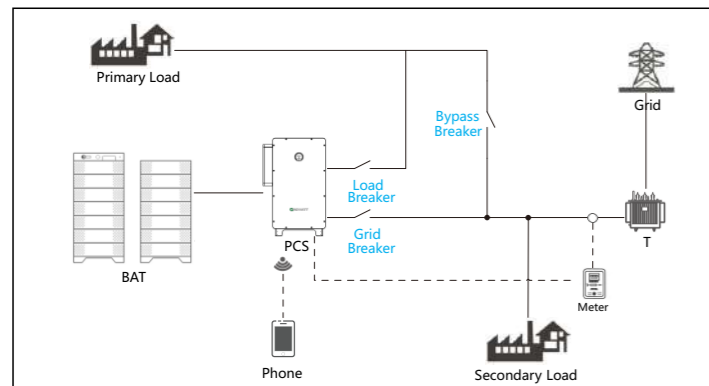 Primary Load
Grid
Bypass
Breaker
Load
Breaker
Grid
Breaker
PCS
BAT
T
Meter
Phone
Secondary Load